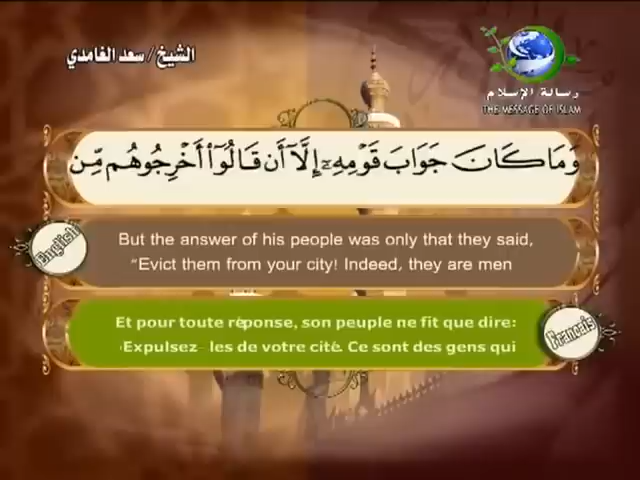 الشيخ/ سعد الغامدي
رسالة الإسلام
THE MESSAGE OF ISLAM
وَمَا كَانَ جَوَابَ قَوْمِهِۦٓ إِلَّآ أَن قَالُوٓا۟ أَخْرِجُوهُم مِّن
English
But the answer of his people was only that they said,
"Evict them from your city! Indeed, they are men
Et pour toute réponse, son peuple ne fit que dire:
·Expulsez- les de votre cité. Ce sont des gens qui
Francais